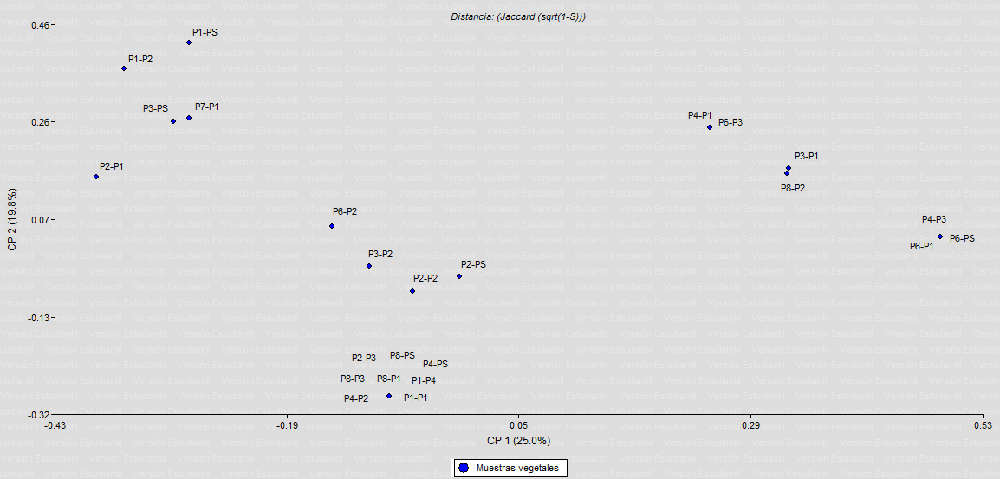 Distancia: (Jaccard (sqrt(1-S)))
0.46
P1-PS
P1-P2
P3-PS
P7-P1
P4-P1
P6-P3
0.26
P3-P1
P2-P1
P8-P2
CP 2 (19.8%)
P6-P2
0.07
P4-P3
P6-PS
P6-P1
P3-P2
P2-PS
P2-P2
-0.13
P2-P3
P8-PS
P4-PS
P8-P3
P8-P1
P1-P4
P4-P2
P1-P1
-0.32
-0.43
-0.19
0.05
0.29
0.53
CP 1 (25.0%)
Muestras vegetales
Versión Estudiantil